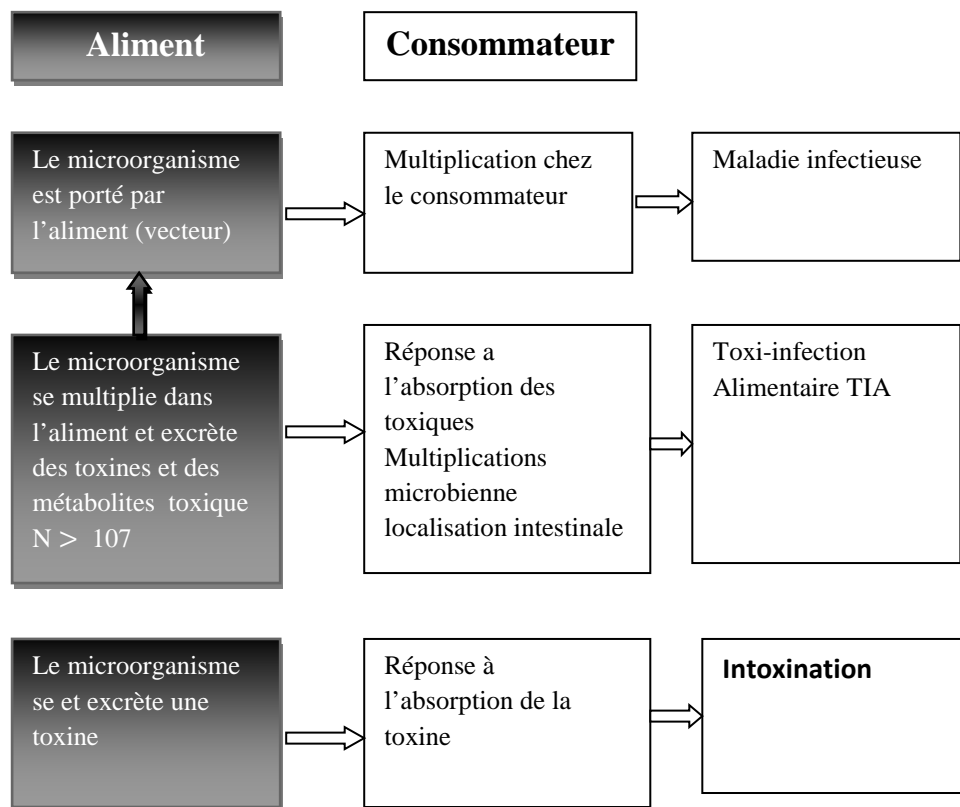 Aliment
Consommateur
Le microorganisme
est porté par
l’aliment (vecteur)
Multiplication chez
le consommateur
Maladie infectieuse
Le microorganisme
se multiplie dans
l’aliment et excrète
des toxines et des
métabolites toxique
N > 107
Réponse a
l’absorption des
toxiques
Multiplications
microbienne
localisation intestinale
Toxi-infection
Alimentaire TIA
Le microorganisme
se et excrète une
toxine
Réponse à
l’absorption de la
toxine
Intoxination